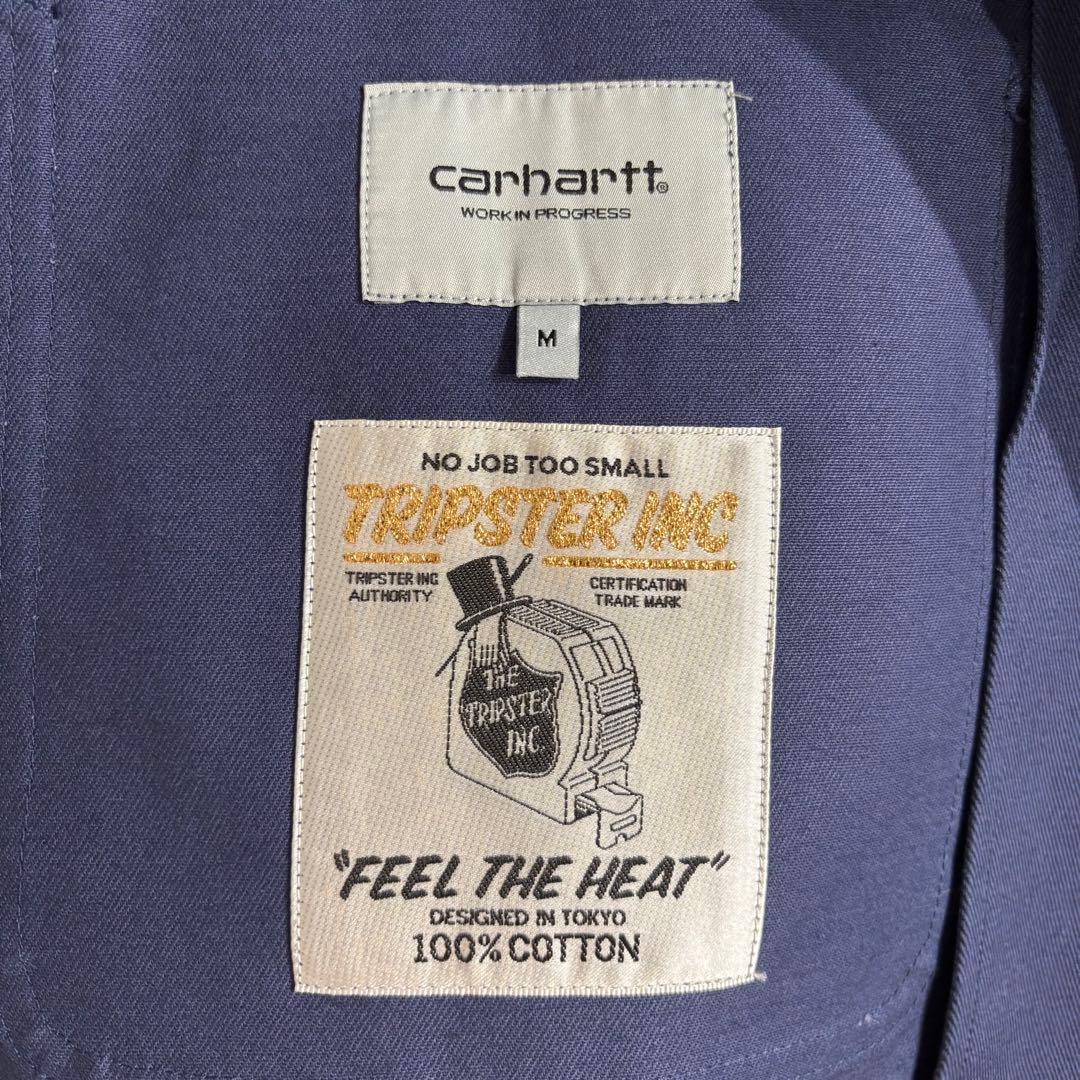 carhartt®
WORK IN PROGRESS
M
NO JOB TOO SMALL
TRIPSTER INC
TRIPSTER INC
AUTHORITY
CERTIFICATION
TRADE MARK
THE
TRIPSTER
INC
"FEEL THE HEAT"
DESIGNED IN TOKYO
100% COTTON